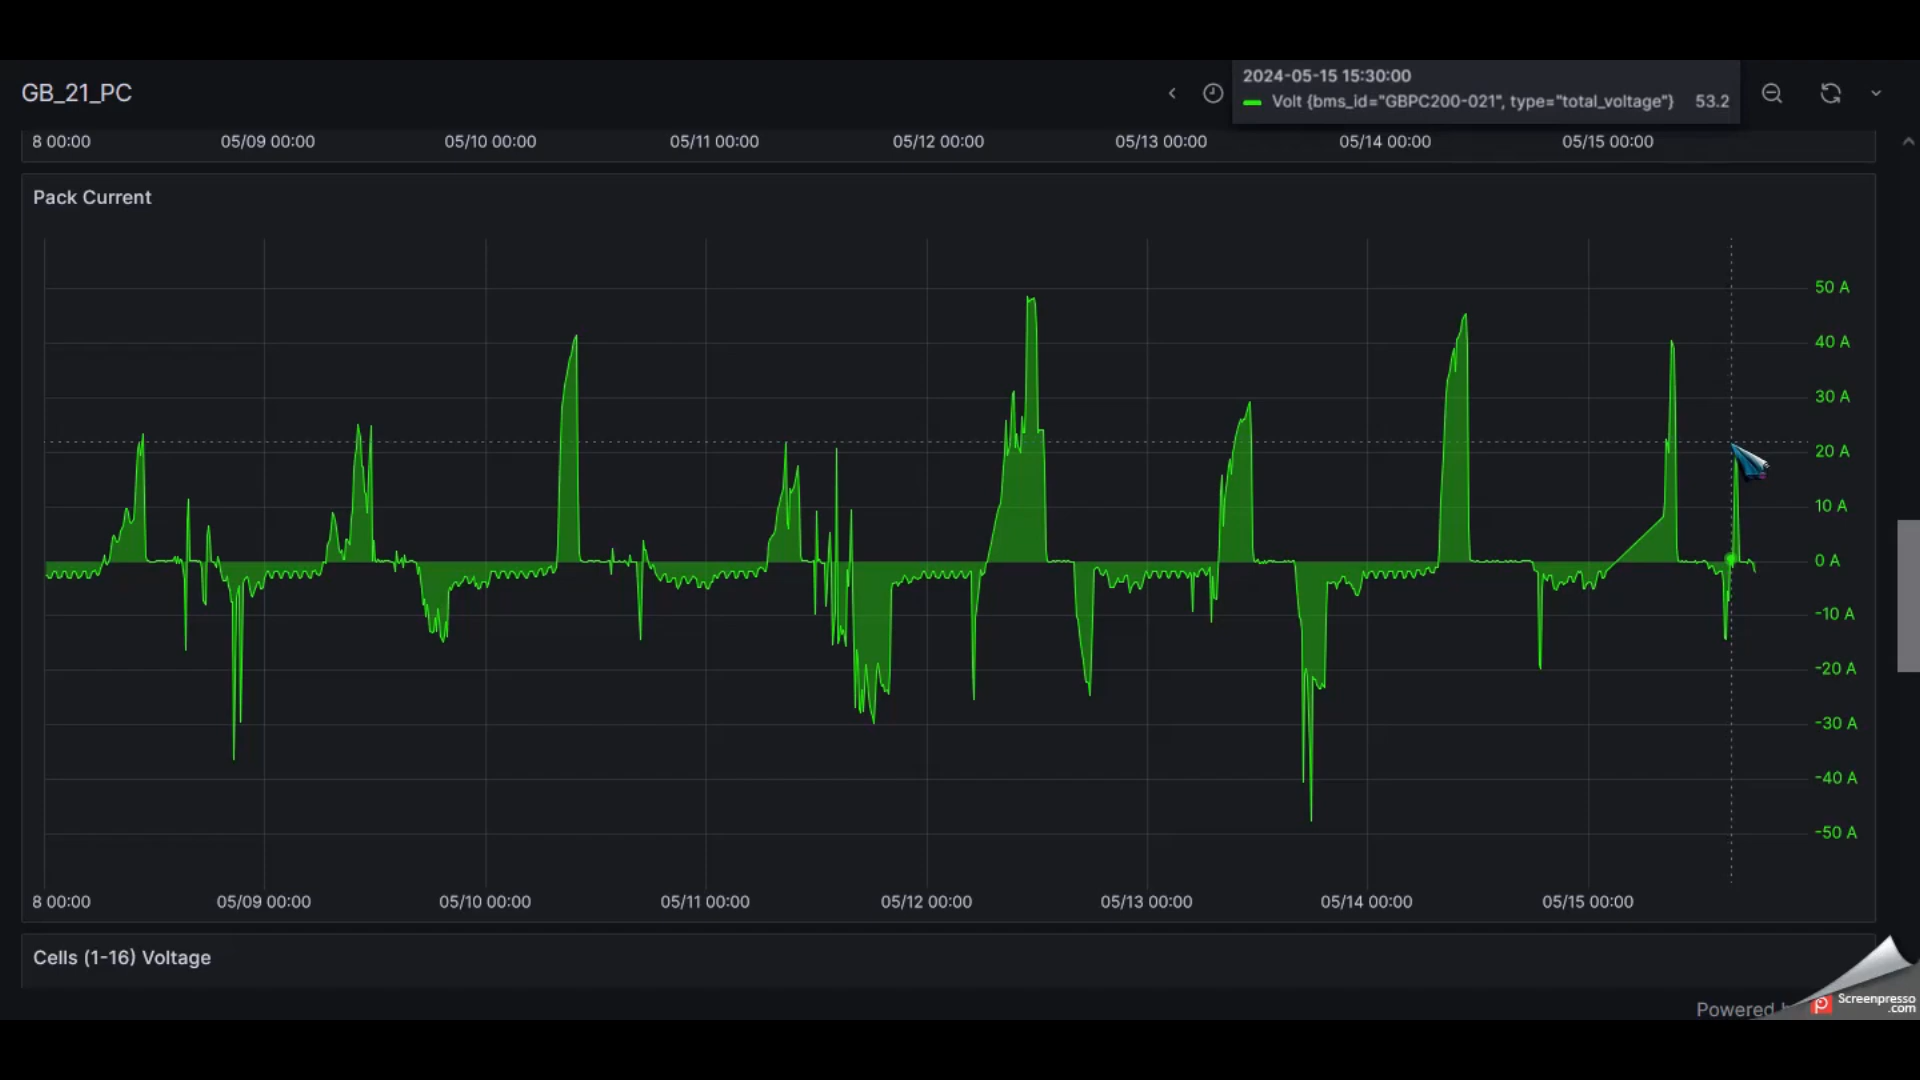 GB_21_PC
2024-05-15 15:30:00
Volt {bms_id="GBPC200-021", type="total_voltage"} 53.2
8 00:00 05/09 00:00 05/10 00:00 05/11 00:00 05/12 00:00 05/13 00:00 05/14 00:00 05/15 00:00
Pack Current
50 A
40 A
30 A
20 A
10 A
0 A
-10 A
-20 A
-30 A
-40 A
-50 A
8 00:00 05/09 00:00 05/10 00:00 05/11 00:00 05/12 00:00 05/13 00:00 05/14 00:00 05/15 00:00
Cells (1-16) Voltage
Powered
Screenpresso
.com